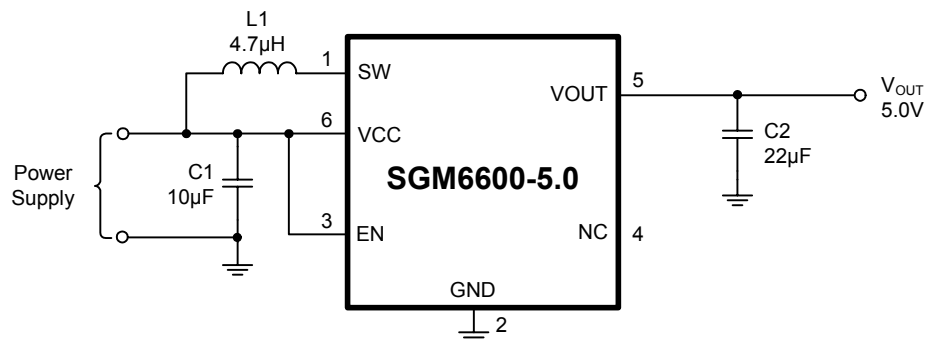 L1
4.7µH
1
SW
5
VOUT
V_OUT
5.0V
6
VCC
C1
10µF
Power
Supply
SGM6600-5.0
C2
22µF
3
EN
NC
4
GND
2